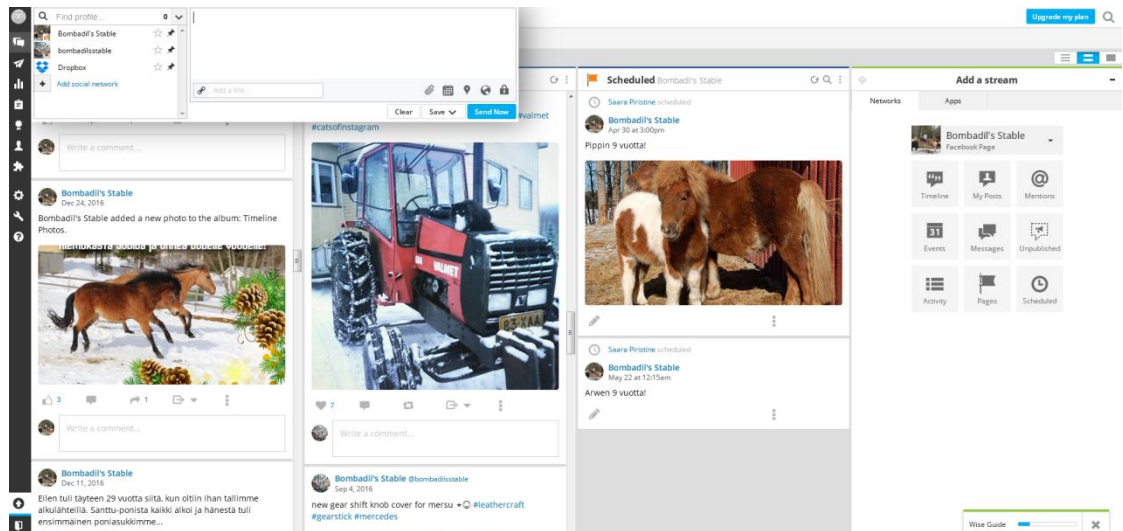 Find profile... 0
Upgrade my plan
Bombadil's Stable
bombadilsstable
Dropbox
Add social network
Add a link
Clear Save Send Now
Write a comment...
Bombadil's Stable
Dec 24, 2016
Bombadil's Stable added a new photo to the album: Timeline
Photos.
3 1
Write a comment...
Bombadil's Stable
Dec 11, 2016
Eilen tuli täyteen 29 vuotta siitä, kun oltiin ihan tallimme
alkulähteillä. Santtu-ponista kaikki alkoi ja hänestä tuli
ensimmäinen poniasukkimme...
#valmet
#catsofinstagram
604 VALMET
83 XAA
7
Write a comment...
Bombadil's Stable @bombadilsstable
Sep 4, 2016
new gear shift knob cover for mersu #leathercraft
#gearstick #mercedes
Scheduled Bombadil's Stable
Saara Piristine scheduled
Bombadil's Stable
Apr 30 at 3:00pm
Pippin 9 vuotta!
Saara Piristine scheduled
Bombadil's Stable
May 22 at 12:15am
Arwen 9 vuotta!
Add a stream
Networks Apps
Bombadil's Stable
Facebook Page
Timeline My Posts Mentions
31
Events Messages Unpublished
Activity Pages Scheduled
Wise Guide